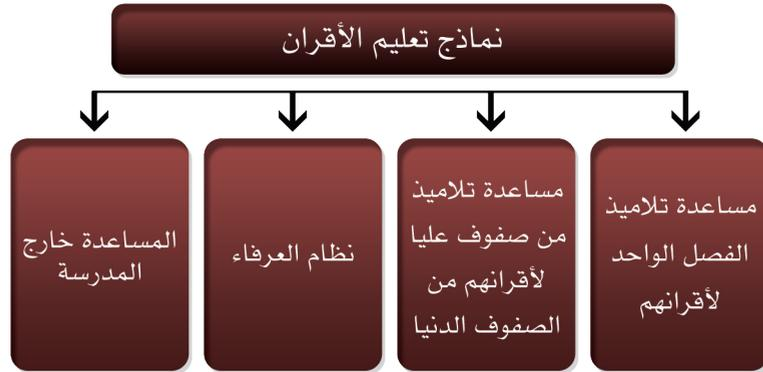 نماذج تعليم الأقران
مساعدة تلاميذ
الفصل الواحد
لأقرانهم
مساعدة تلاميذ
من صفوف عليا
لأقرانهم من
الصفوف الدنيا
نظام العرفاء
المساعدة خارج
المدرسة